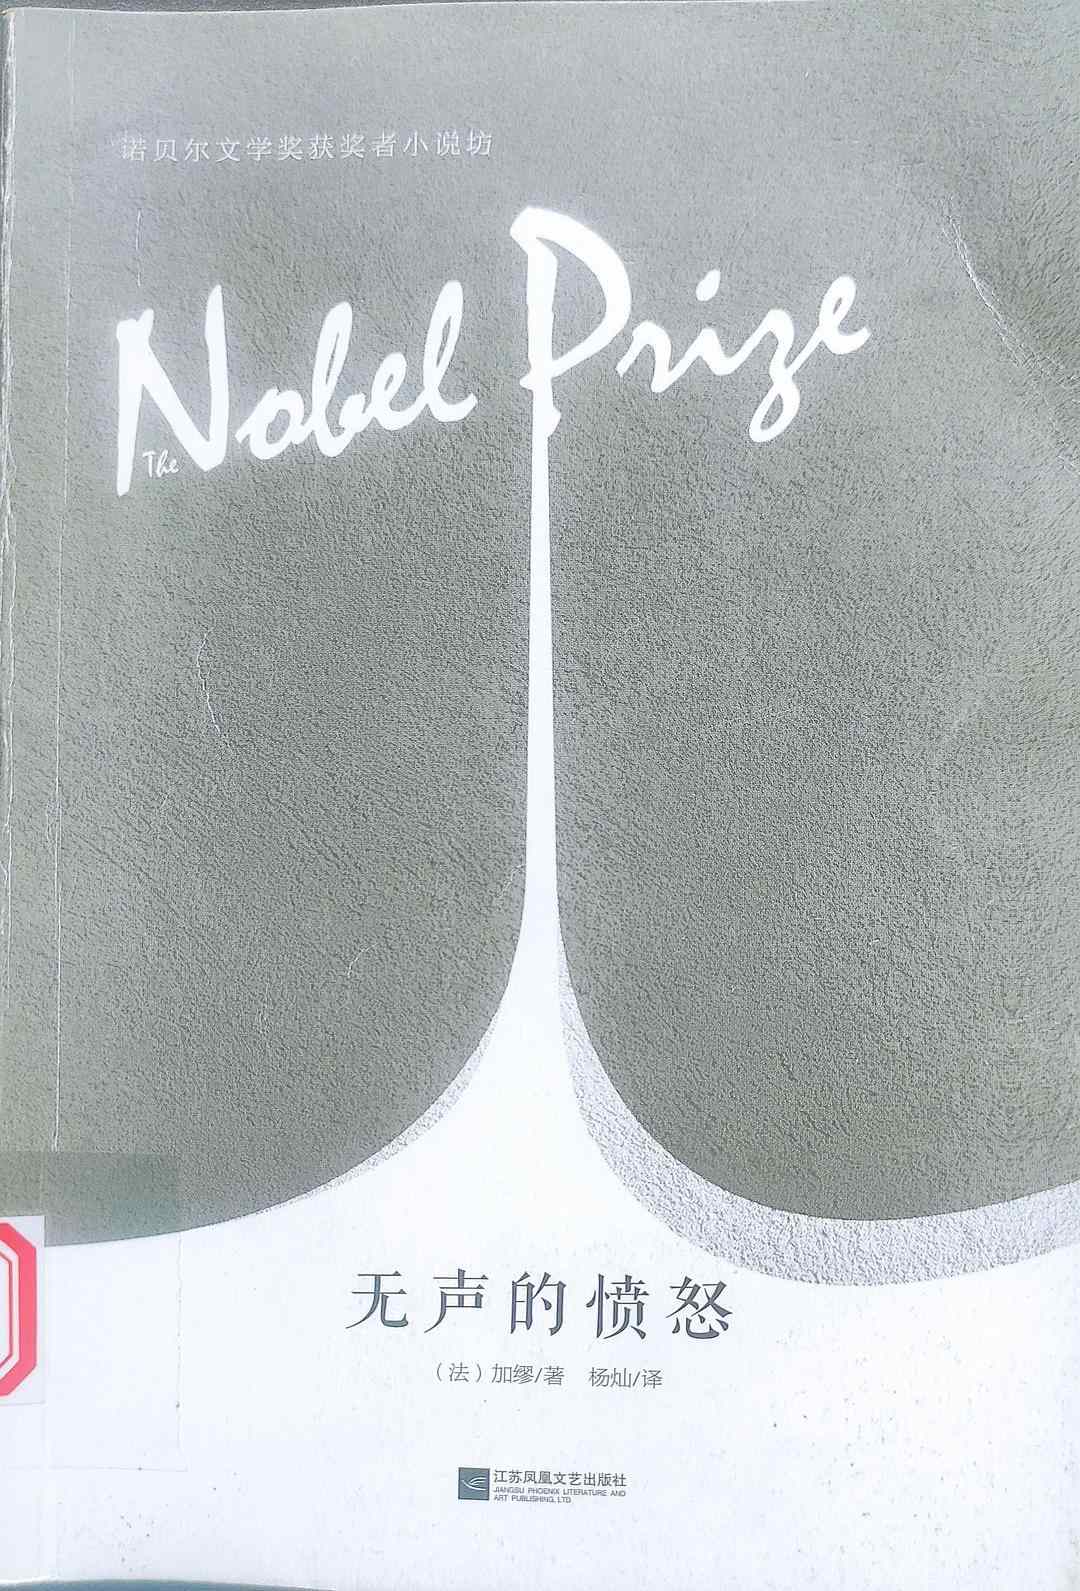 诺贝尔文学奖获奖者小说坊
The Nobel Prize
无声的愤怒
（法）加缪/著 杨灿/译
江苏凤凰文艺出版社
JIANGSU PHOENIX LITERATURE AND
ART PUBLISHING, LTD